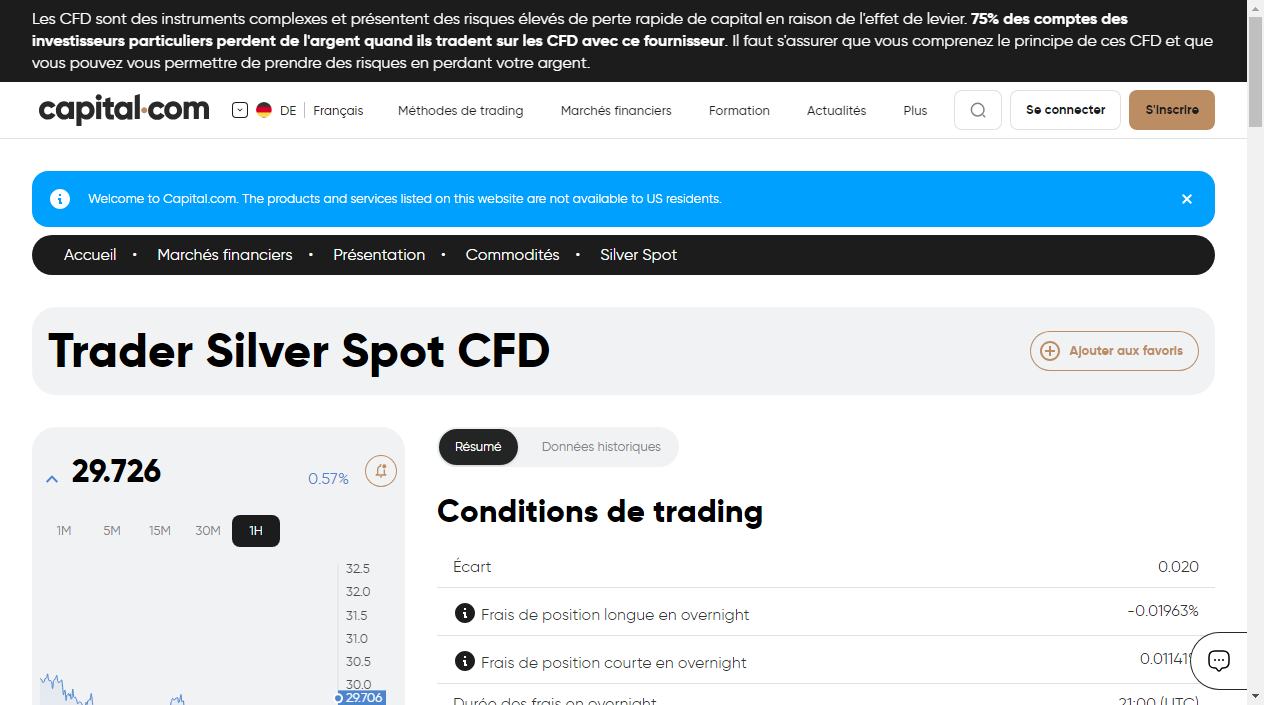 Les CFD sont des instruments complexes et présentent des risques élevés de perte rapide de capital en raison de l'effet de levier. 75% des comptes des
investisseurs particuliers perdent de l'argent quand ils tradent sur les CFD avec ce fournisseur. Il faut s'assurer que vous comprenez le principe de ces CFD et que
vous pouvez vous permettre de prendre des risques en perdant votre argent.
capital.com DE Français Méthodes de trading Marchés financiers Formation Actualités Plus Se connecter S'inscrire
Welcome to Capital.com. The products and services listed on this website are not available to US residents.
Accueil • Marchés financiers • Présentation • Commodités • Silver Spot
Trader Silver Spot CFD
Ajouter aux favoris
29.726 0.57%
1M 5M 15M 30M 1H
32.5
32.0
31.5
31.0
30.5
30.0
29.706
Résumé Données historiques
Conditions de trading
Écart 0.020
Frais de position longue en overnight -0.01963%
Frais de position courte en overnight 0.01141%
Durée des frais en overnight 21:00 (UTC)